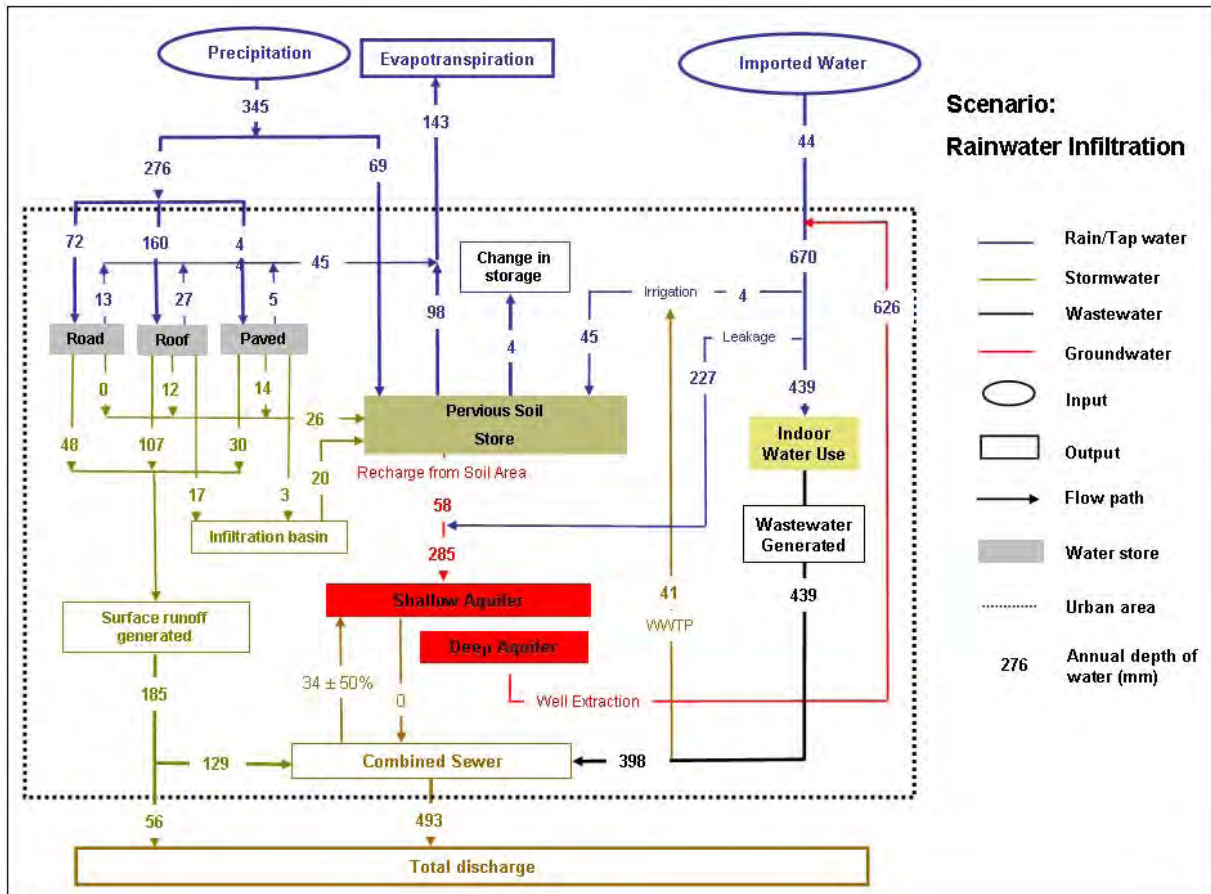 Precipitation
Evapotranspiration
Imported Water
Scenario:
Rainwater Infiltration
345
143
44
276
69
72
160
4
4
45
Change in
storage
670
Rain/Tap water
Stormwater
Wastewater
Groundwater
Input
Output
Flow path
Water store
Urban area
276
Annual depth of
water (mm)
13
27
5
98
4
Irrigation
4
626
45
Leakage
227
439
Road
Roof
Paved
0
12
14
26
Pervious Soil
Store
Indoor
Water Use
48
107
30
20
Recharge from Soil Area
17
3
58
Infiltration basin
Wastewater
Generated
285
41
439
WWTP
Shallow Aquifer
Surface runoff
generated
Deep Aquifer
34 ± 50%
0
Well Extraction
185
129
Combined Sewer
398
56
493
Total discharge